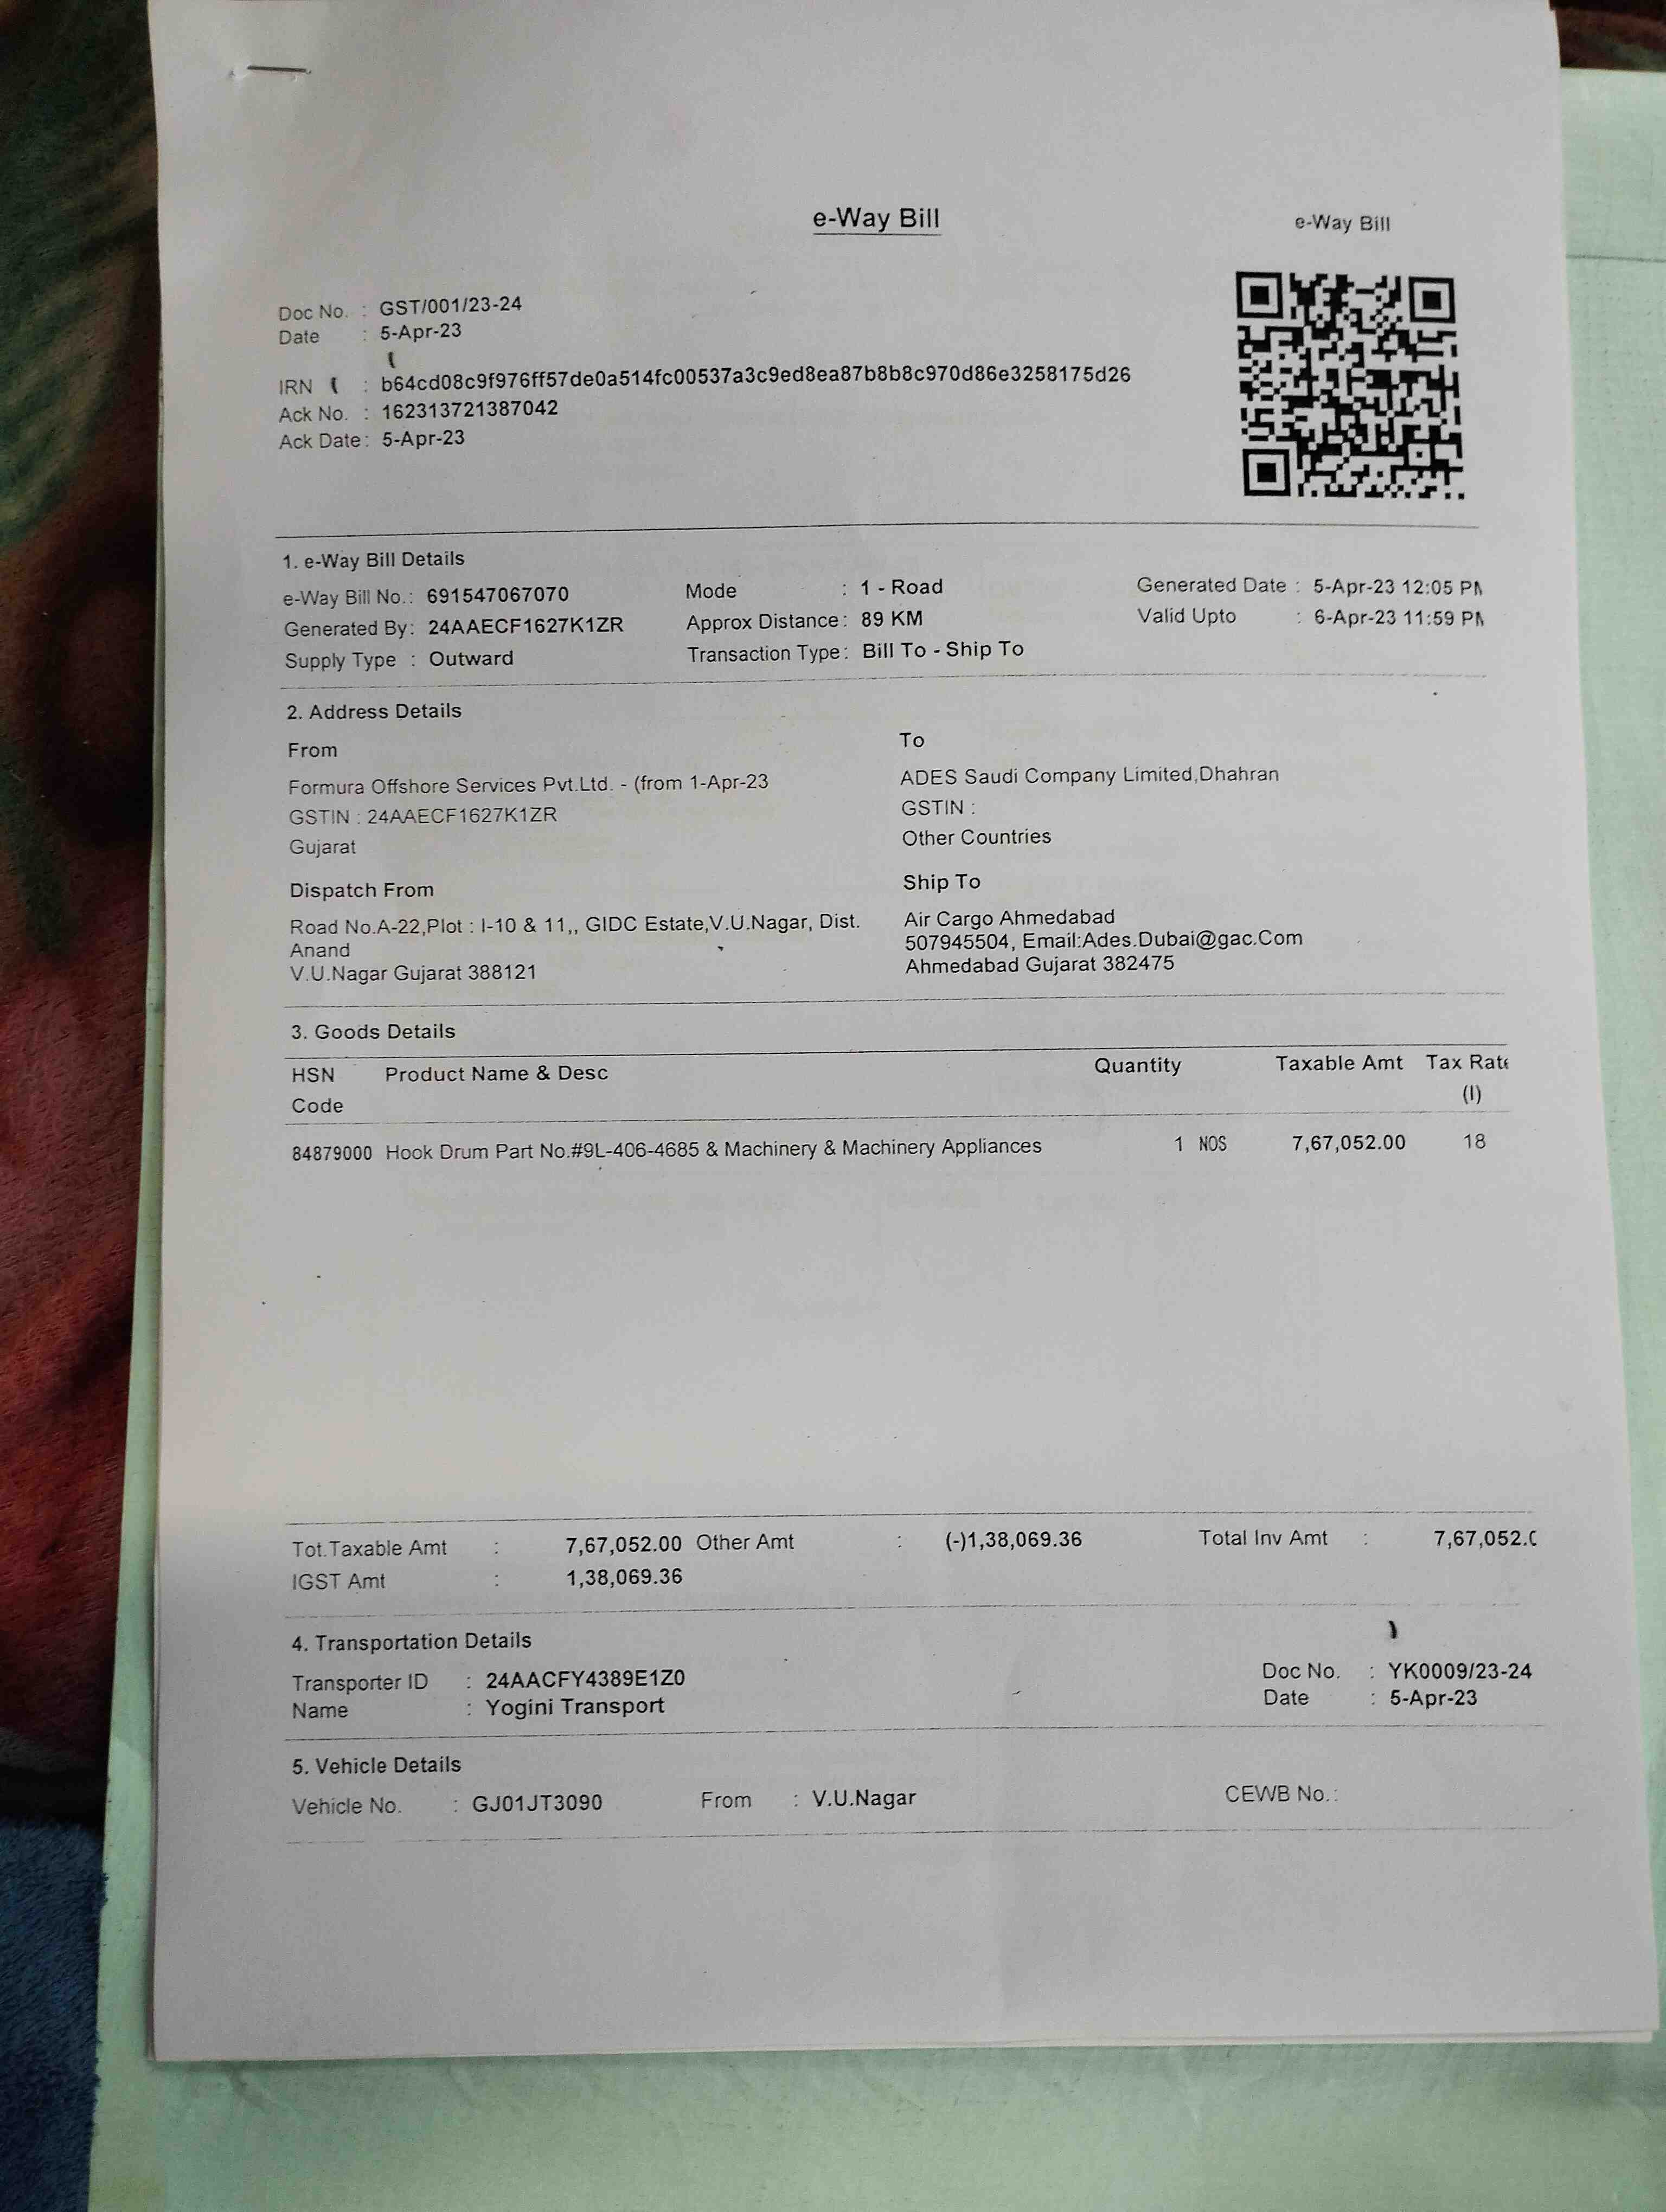 e-Way Bill
e-Way Bill
Doc No. : GST/001/23-24
Date : 5-Apr-23
IRN : b64cd08c9f976ff57de0a514fc00537a3c9ed8ea87b8b8c970d86e3258175d26
Ack No. : 162313721387042
Ack Date : 5-Apr-23
1. e-Way Bill Details
e-Way Bill No. : 691547067070 Mode : 1 - Road Generated Date : 5-Apr-23 12:05 PM
Generated By : 24AAECF1627K1ZR Approx Distance : 89 KM Valid Upto : 6-Apr-23 11:59 PM
Supply Type : Outward Transaction Type : Bill To - Ship To
2. Address Details
From
Formura Offshore Services Pvt.Ltd. - (from 1-Apr-23
GSTIN : 24AAECF1627K1ZR
Gujarat
To
ADES Saudi Company Limited,Dhahran
GSTIN :
Other Countries
Dispatch From
Road No.A-22,Plot : I-10 & 11,, GIDC Estate,V.U.Nagar, Dist.
Anand
V.U.Nagar Gujarat 388121
Ship To
Air Cargo Ahmedabad
507945504, Email:Ades.Dubai@gac.Com
Ahmedabad Gujarat 382475
3. Goods Details
HSN Product Name & Desc Quantity Taxable Amt Tax Rate
Code (I)
84879000 Hook Drum Part No.#9L-406-4685 & Machinery & Machinery Appliances 1 NOS 7,67,052.00 18
Tot.Taxable Amt : 7,67,052.00 Other Amt : (-)1,38,069.36 Total Inv Amt : 7,67,052.0
IGST Amt : 1,38,069.36
4. Transportation Details
Transporter ID : 24AACFY4389E1Z0 Doc No. : YK0009/23-24
Name : Yogini Transport Date : 5-Apr-23
5. Vehicle Details
Vehicle No. : GJ01JT3090 From : V.U.Nagar CEWB No. :